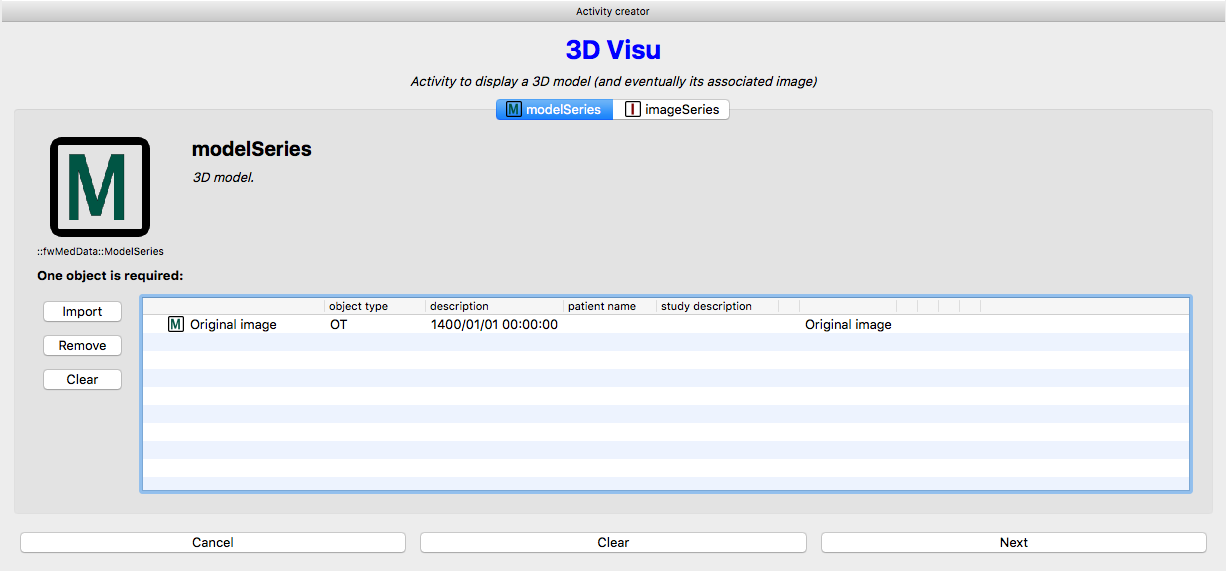 Activity creator
3D Visu
Activity to display a 3D model (and eventually its associated image)
M modelSeries I imageSeries
M
modelSeries
3D model.
::fwMedData::ModelSeries
One object is required:
Import
Remove
Clear
object type description patient name study description
M Original image OT 1400/01/01 00:00:00 Original image
Cancel Clear Next